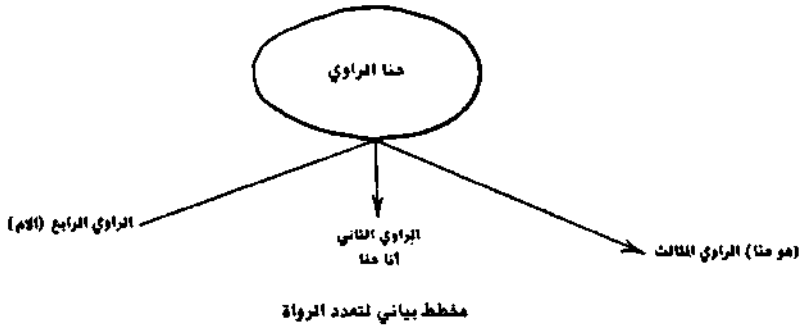 حنا الراوي
(هو حنا) الراوي الثالث
الراوي الثاني
أنا حنا
الراوي الرابع (الام)
مخطط بياني لتعدد الرواة